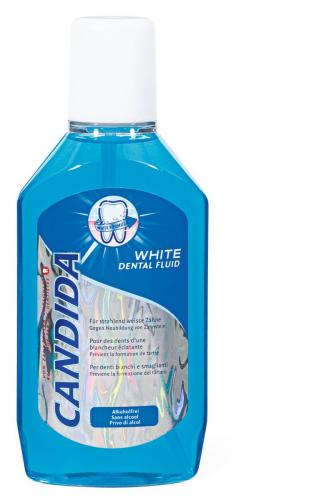 WHITE
DENTAL FLUID
CANDIDA
Für strahlend weisse Zähne
Gegen Neubildung von Zahnstein
Pour des dents d'une
blancheur éclatante
Prévient la formation de tartre
Per denti bianchi e smaglianti
Previene la formazione del tartaro
Alkoholfrei
Sans alcool
Privo di alcol